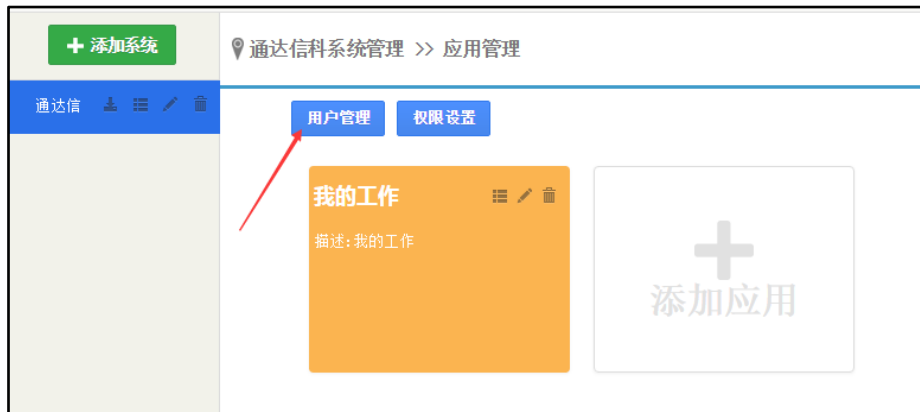 添加系统
通达信科系统管理 >> 应用管理
通达信
用户管理
权限设置
我的工作
描述:我的工作
添加应用